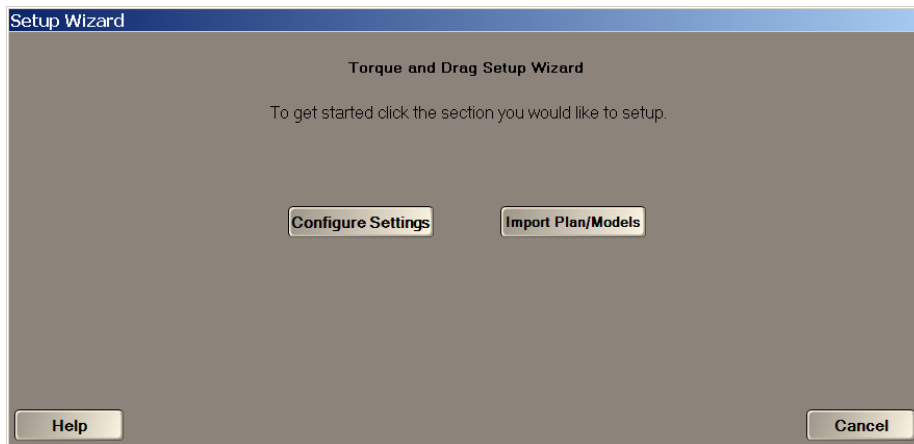 Setup Wizard
Torque and Drag Setup Wizard
To get started click the section you would like to setup.
Configure Settings
Import Plan/Models
Help
Cancel